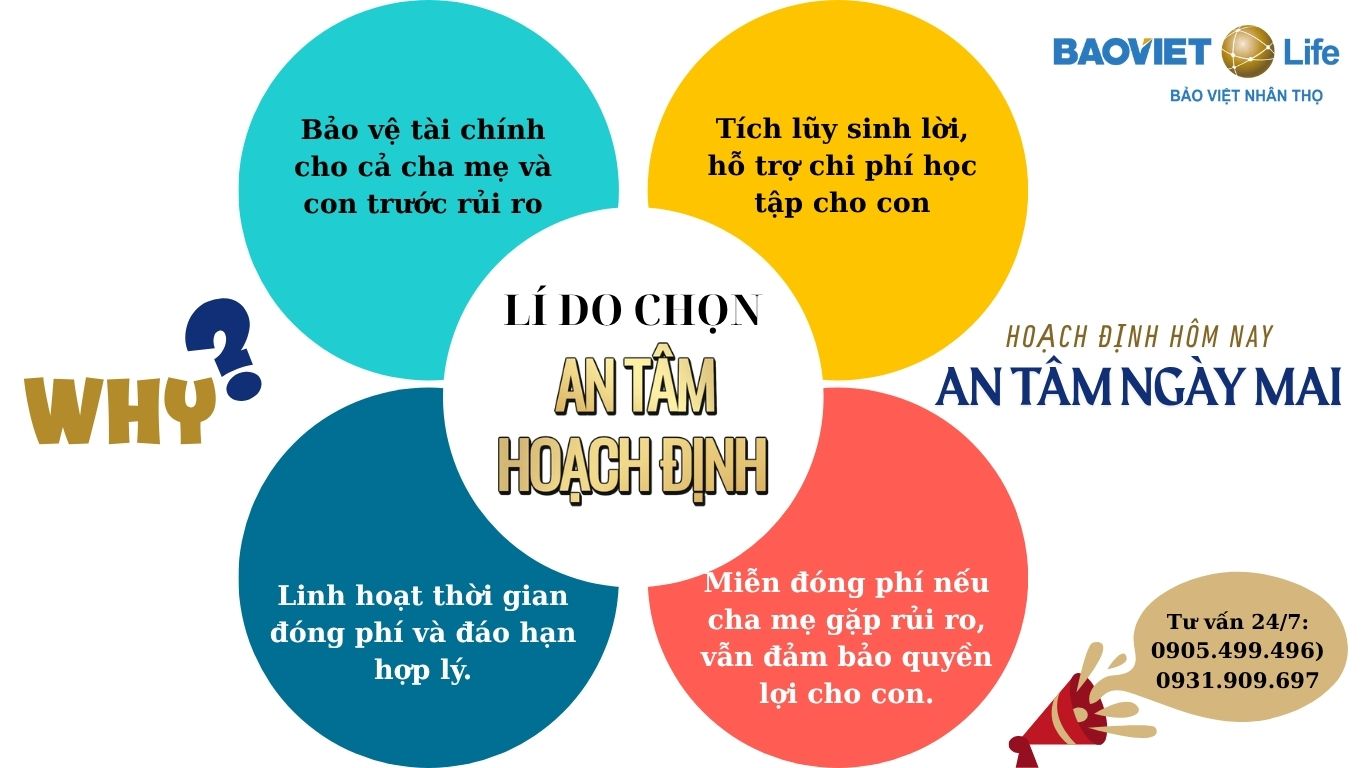 BAOVIET Life
BẢO VIỆT NHÂN THỌ
Bảo vệ tài chính
cho cả cha mẹ và
con trước rủi ro
Tích lũy sinh lời,
hỗ trợ chi phí học
tập cho con
WHY?
LÍ DO CHỌN
AN TÂM
HOẠCH ĐỊNH
HOẠCH ĐỊNH HÔM NAY
AN TÂM NGÀY MAI
Linh hoạt thời gian
đóng phí và đáo hạn
hợp lý.
Miễn đóng phí nếu
cha mẹ gặp rủi ro,
vẫn đảm bảo quyền
lợi cho con.
Tư vấn 24/7:
0905.499.496)
0931.909.697